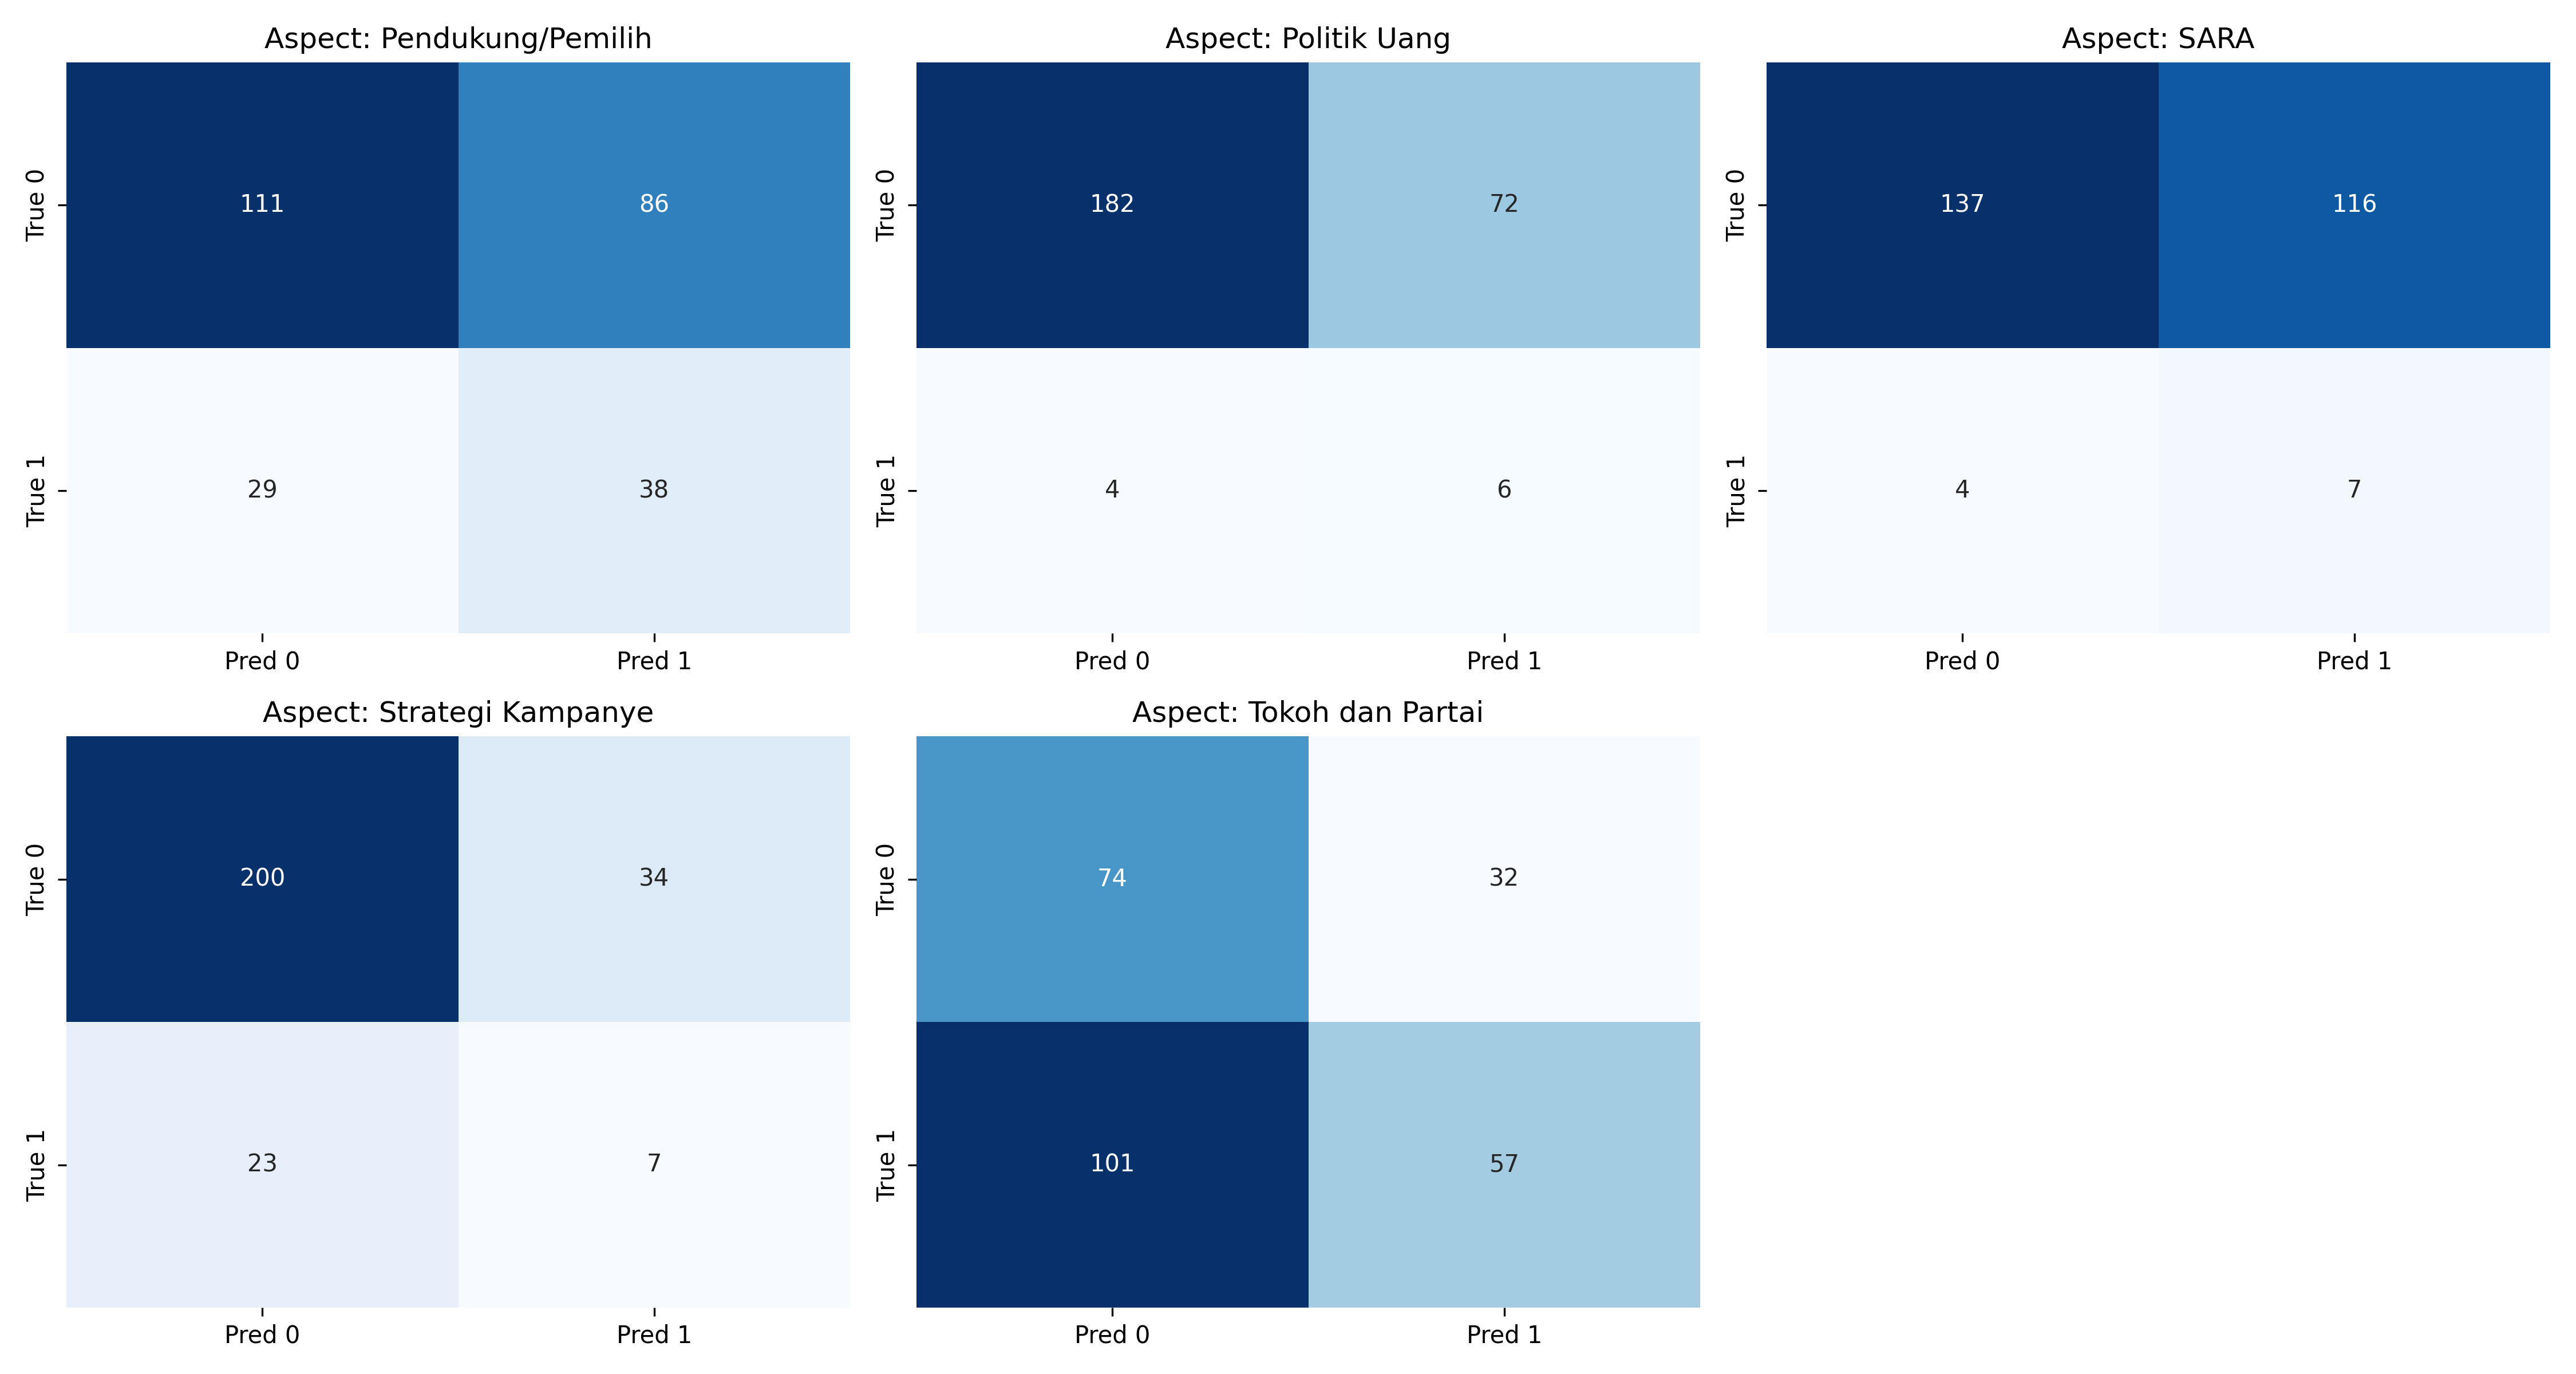 Aspect: Pendukung/Pemilih
True 0
111
86
True 1
29
38
Pred 0
Pred 1
Aspect: Politik Uang
True 0
182
72
True 1
4
6
Pred 0
Pred 1
Aspect: SARA
True 0
137
116
True 1
4
7
Pred 0
Pred 1
Aspect: Strategi Kampanye
True 0
200
34
True 1
23
7
Pred 0
Pred 1
Aspect: Tokoh dan Partai
True 0
74
32
True 1
101
57
Pred 0
Pred 1